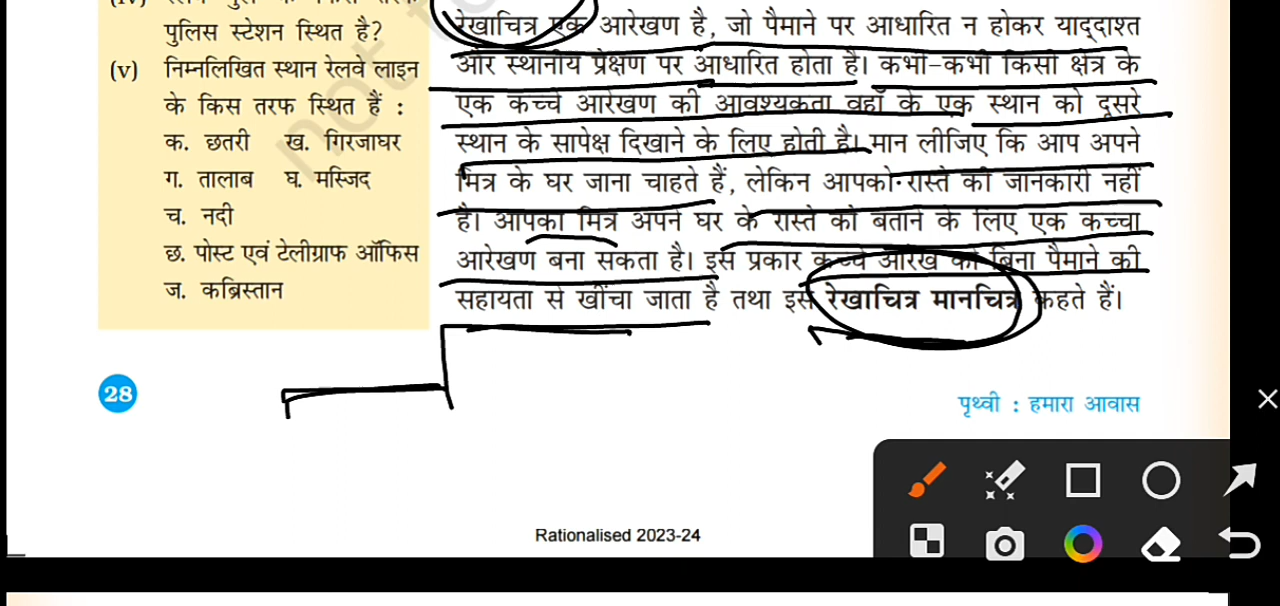 पुलिस स्टेशन स्थित है?
(v) निम्नलिखित स्थान रेलवे लाइन
के किस तरफ स्थित हैं :
क. छतरी ख. गिरजाघर
ग. तालाब घ. मस्जिद
च. नदी
छ. पोस्ट एवं टेलीग्राफ ऑफिस
ज. कब्रिस्तान
रेखाचित्र एक आरेखण है, जो पैमाने पर आधारित न होकर याद्दाश्त
और स्थानीय प्रेक्षण पर आधारित होता है। कभी-कभी किसी क्षेत्र के
एक कच्चे आरेखण की आवश्यकता वहाँ के एक स्थान को दूसरे
स्थान के सापेक्ष दिखाने के लिए होती है। मान लीजिए कि आप अपने
मित्र के घर जाना चाहते हैं, लेकिन आपको रास्ते की जानकारी नहीं
है। आपका मित्र अपने घर के रास्ते को बताने के लिए एक कच्चा
आरेखण बना सकता है। इस प्रकार कच्चे आरेख को बिना पैमाने की
सहायता से खींचा जाता है तथा इसे रेखाचित्र मानचित्र कहते हैं।
28
पृथ्वी : हमारा आवास
Rationalised 2023-24